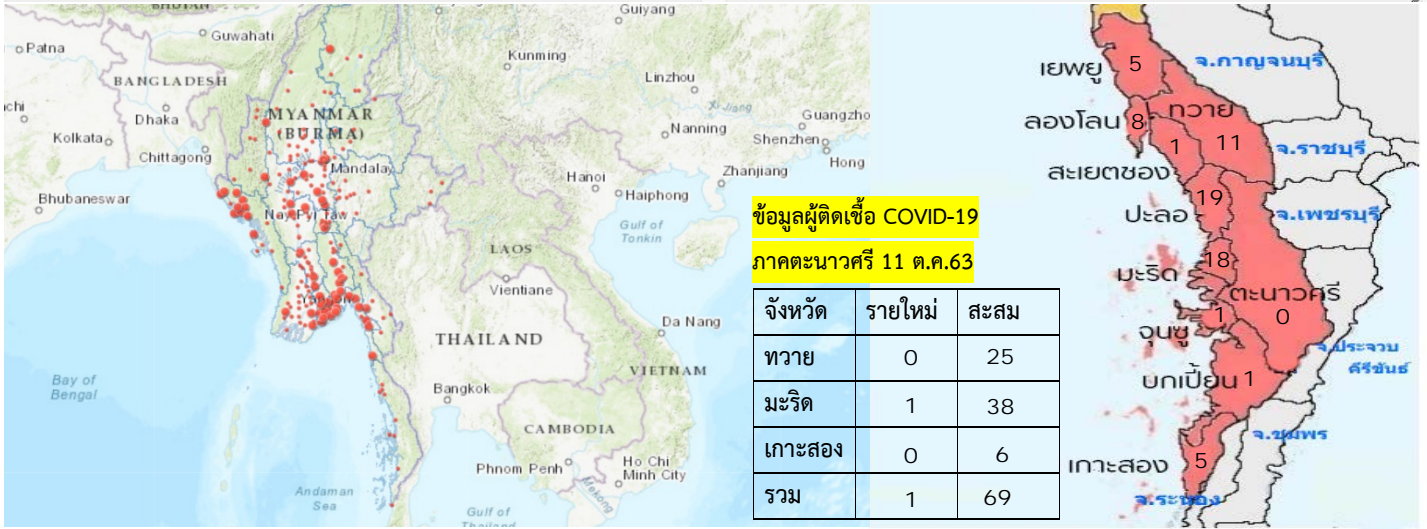 BHUTAN
Guiyang
Patna
Guwahati
Kunming
BANGLADESH
Linzhou
Dhaka
MYANMAR
(BURMA)
Xi Jiang
Guangzho
Kolkata
Nanning
Shenzhen
Chittagong
Hong
Mandalay
Zhanjiang
Hanoi
Haiphong
Bhubaneswar
Nay Pyi Taw
Gulf of
Tonkin
LAOS
Vientiane
Yangon
Da Nang
THAILAND
VIETNAM
Bay of
Bengal
Bangkok
CAMBODIA
Phnom Penh
Ho Chi
Minh City
Mekong
Andaman
Sea
Gulf of
Thailand
ข้อมูลผู้ติดเชื้อ COVID-19
ภาคตะนาวศรี 11 ต.ค.63
จังหวัด รายใหม่ สะสม
ทวาย 0 25
มะริด 1 38
เกาะสอง 0 6
รวม 1 69
เยพยู 5 จ.กาญจนบุรี
ลองโลน 8 ทวาย 11
สะเยตชอง 1 จ.ราชบุรี
ปะลอ 19 จ.เพชรบุรี
มะริด 18
ตะนาวศรี 0
จุนซู 1
จ.ประจวบ
คีรีขันธ์
บกเปี้ยน 1
จ.ชุมพร
เกาะสอง 5
จ.ระนอง